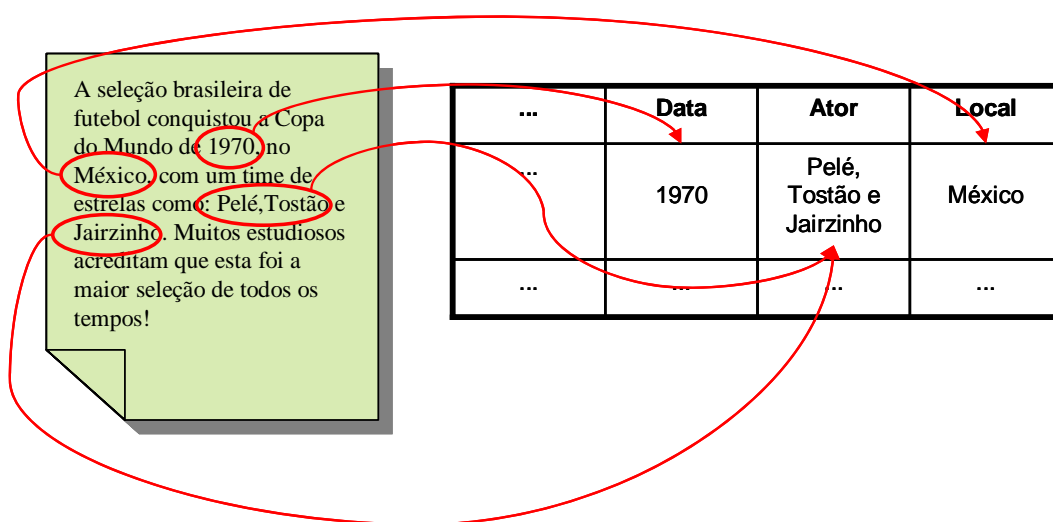 A seleção brasileira de
futebol conquistou a Copa
do Mundo de 1970, no
México, com um time de
estrelas como: Pelé,Tostão e
Jairzinho. Muitos estudiosos
acreditam que esta foi a
maior seleção de todos os
tempos!
... Data Ator Local
... 1970 Pelé, México
Tostão e
Jairzinho
... ... ... ...